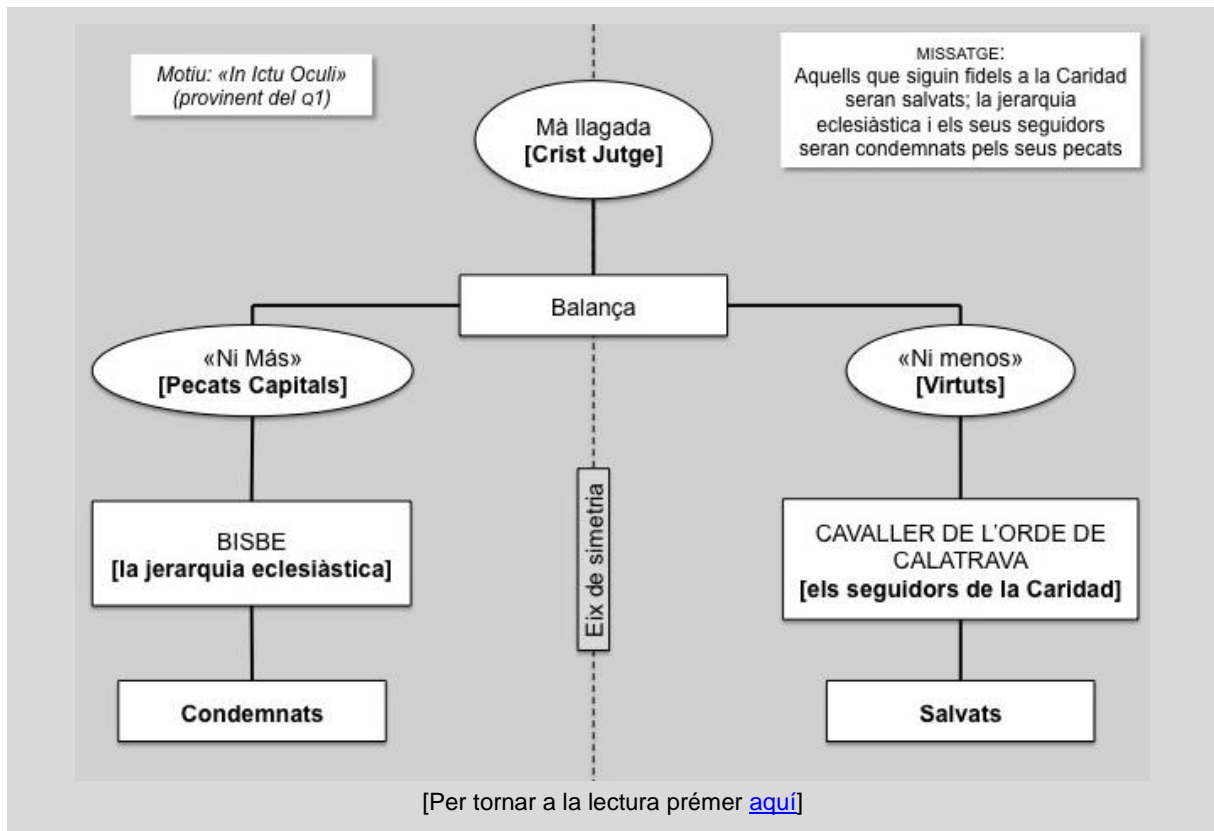 Motiu: «In Ictu Oculi»
(provinent del Q1)
MISSATGE:
Aquells que siguin fidels a la Caridad
seran salvats; la jerarquia
eclesiàstica i els seus seguidors
seran condemnats pels seus pecats
Mà llagada
[Crist Jutge]
Balança
«Ni Más»
[Pecats Capitals]
«Ni menos»
[Virtuts]
Eix de simetria
BISBE
[la jerarquia eclesiàstica]
CAVALLER DE L'ORDE DE
CALATRAVA
[els seguidors de la Caridad]
Condemnats
Salvats
[Per tornar a la lectura prémer aquí]